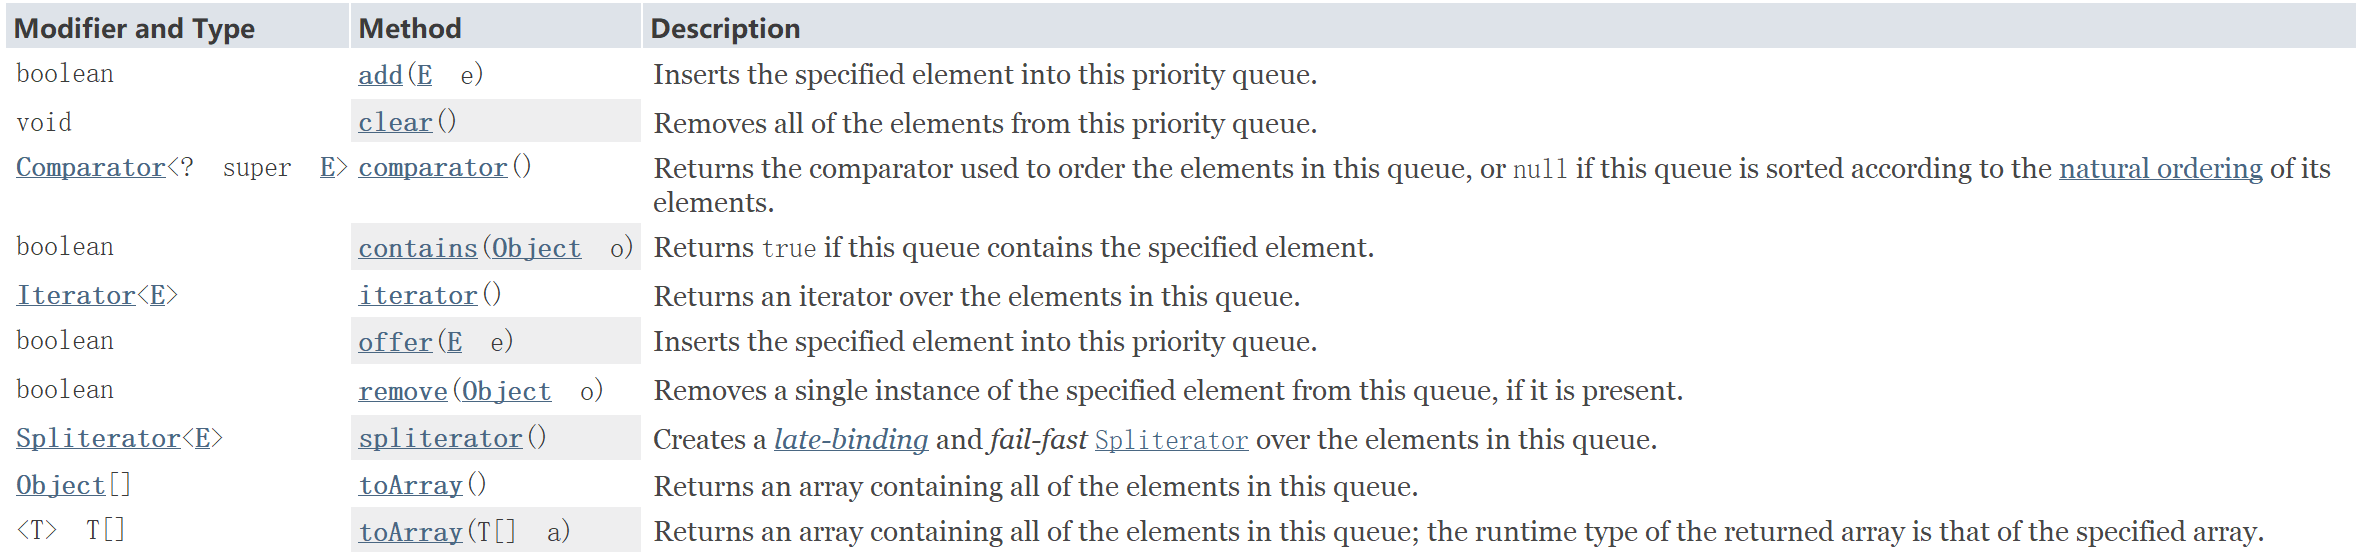 Modifier and Type Method Description
boolean add(E e) Inserts the specified element into this priority queue.
void clear() Removes all of the elements from this priority queue.
Comparator<? super E> comparator() Returns the comparator used to order the elements in this queue, or null if this queue is sorted according to the natural ordering of its
elements.
boolean contains(Object o) Returns true if this queue contains the specified element.
Iterator<E> iterator() Returns an iterator over the elements in this queue.
boolean offer(E e) Inserts the specified element into this priority queue.
boolean remove(Object o) Removes a single instance of the specified element from this queue, if it is present.
Spliterator<E> spliterator() Creates a late-binding and fail-fast Spliterator over the elements in this queue.
Object[] toArray() Returns an array containing all of the elements in this queue.
<T> T[] toArray(T[] a) Returns an array containing all of the elements in this queue; the runtime type of the returned array is that of the specified array.